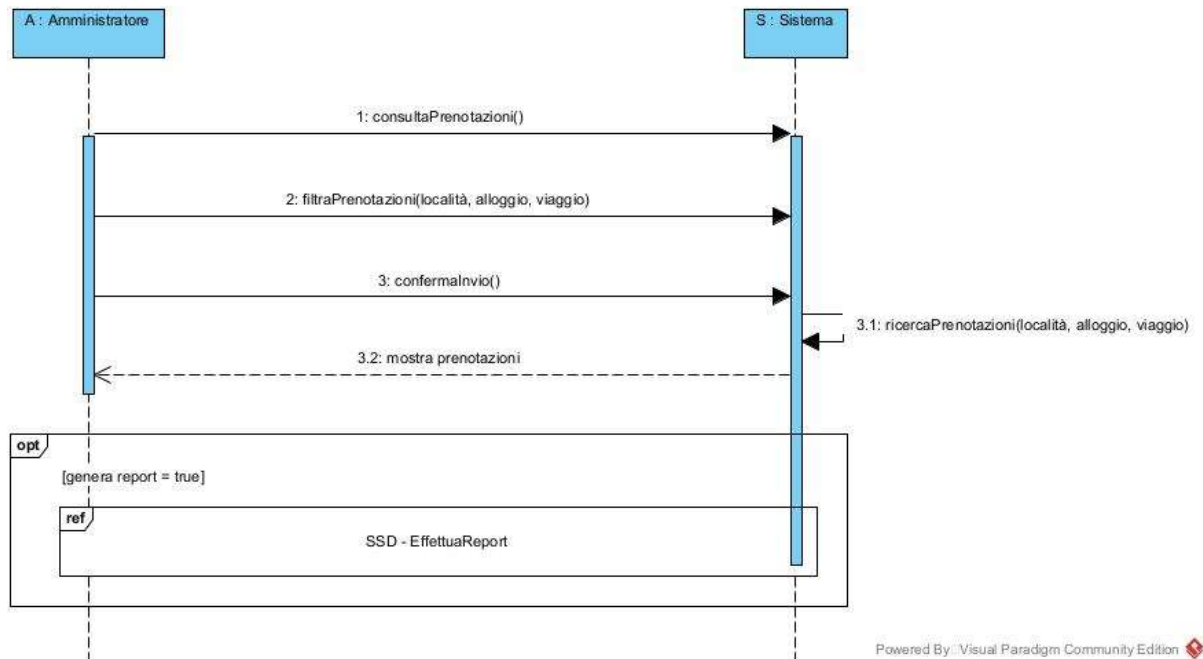 A : Amministratore
S : Sistema
1: consultaPrenotazioni()
2: filtraPrenotazioni(località, alloggio, viaggio)
3: confermaInvio()
3.1: ricercaPrenotazioni(località, alloggio, viaggio)
3.2: mostra prenotazioni
opt
[genera report = true]
ref
SSD - EffettuaReport
Powered By Visual Paradigm Community Edition